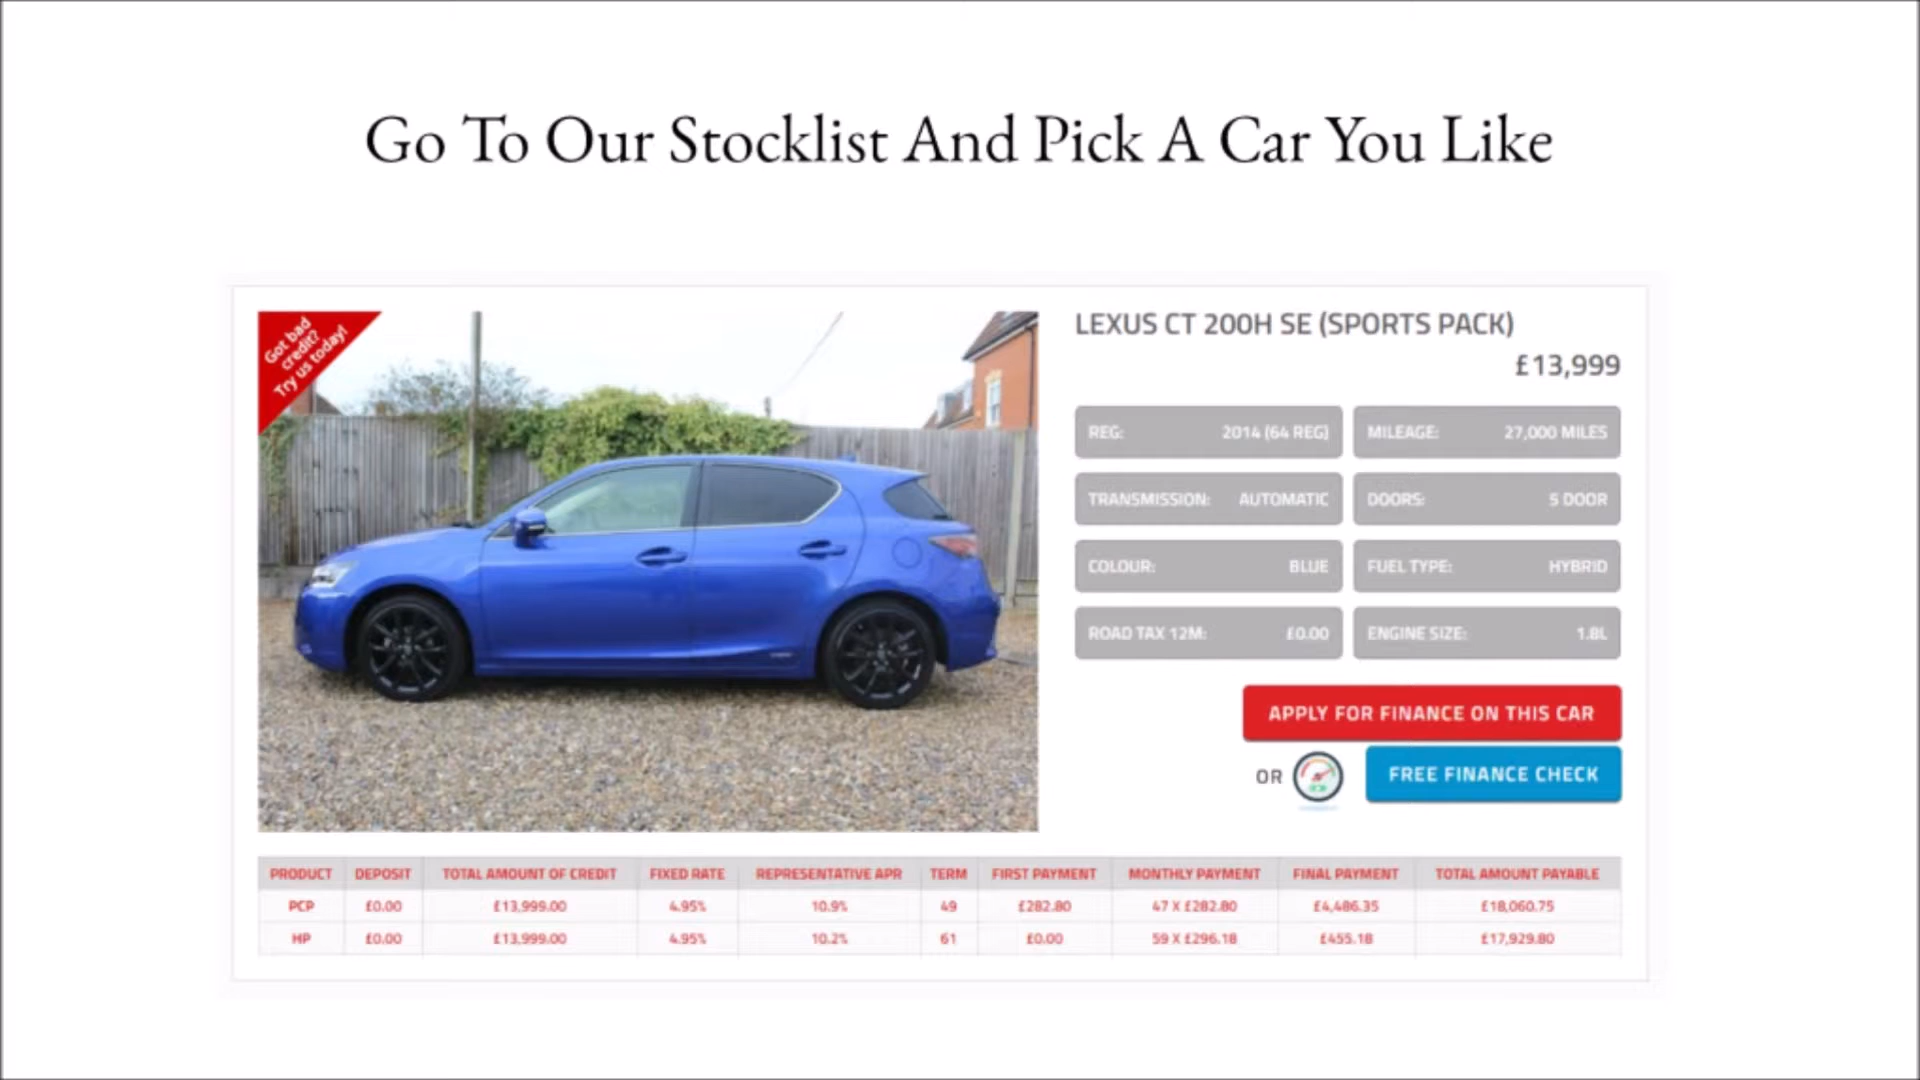 Go To Our Stocklist And Pick A Car You Like
Got bad
credit?
Try us today!
LEXUS CT 200H SE (SPORTS PACK)
£13,999
REG: 2014 (64 REG) MILEAGE: 27,000 MILES
TRANSMISSION: AUTOMATIC DOORS: 5 DOOR
COLOUR: BLUE FUEL TYPE: HYBRID
ROAD TAX 12M: £0.00 ENGINE SIZE: 1.8L
APPLY FOR FINANCE ON THIS CAR
OR FREE FINANCE CHECK
PRODUCT DEPOSIT TOTAL AMOUNT OF CREDIT FIXED RATE REPRESENTATIVE APR TERM FIRST PAYMENT MONTHLY PAYMENT FINAL PAYMENT TOTAL AMOUNT PAYABLE
PCP £0.00 £13,999.00 4.95% 10.9% 49 £282.80 47 X £282.80 £4,486.35 £18,060.75
HP £0.00 £13,999.00 4.95% 10.2% 61 £0.00 59 X £296.18 £455.18 £17,929.80